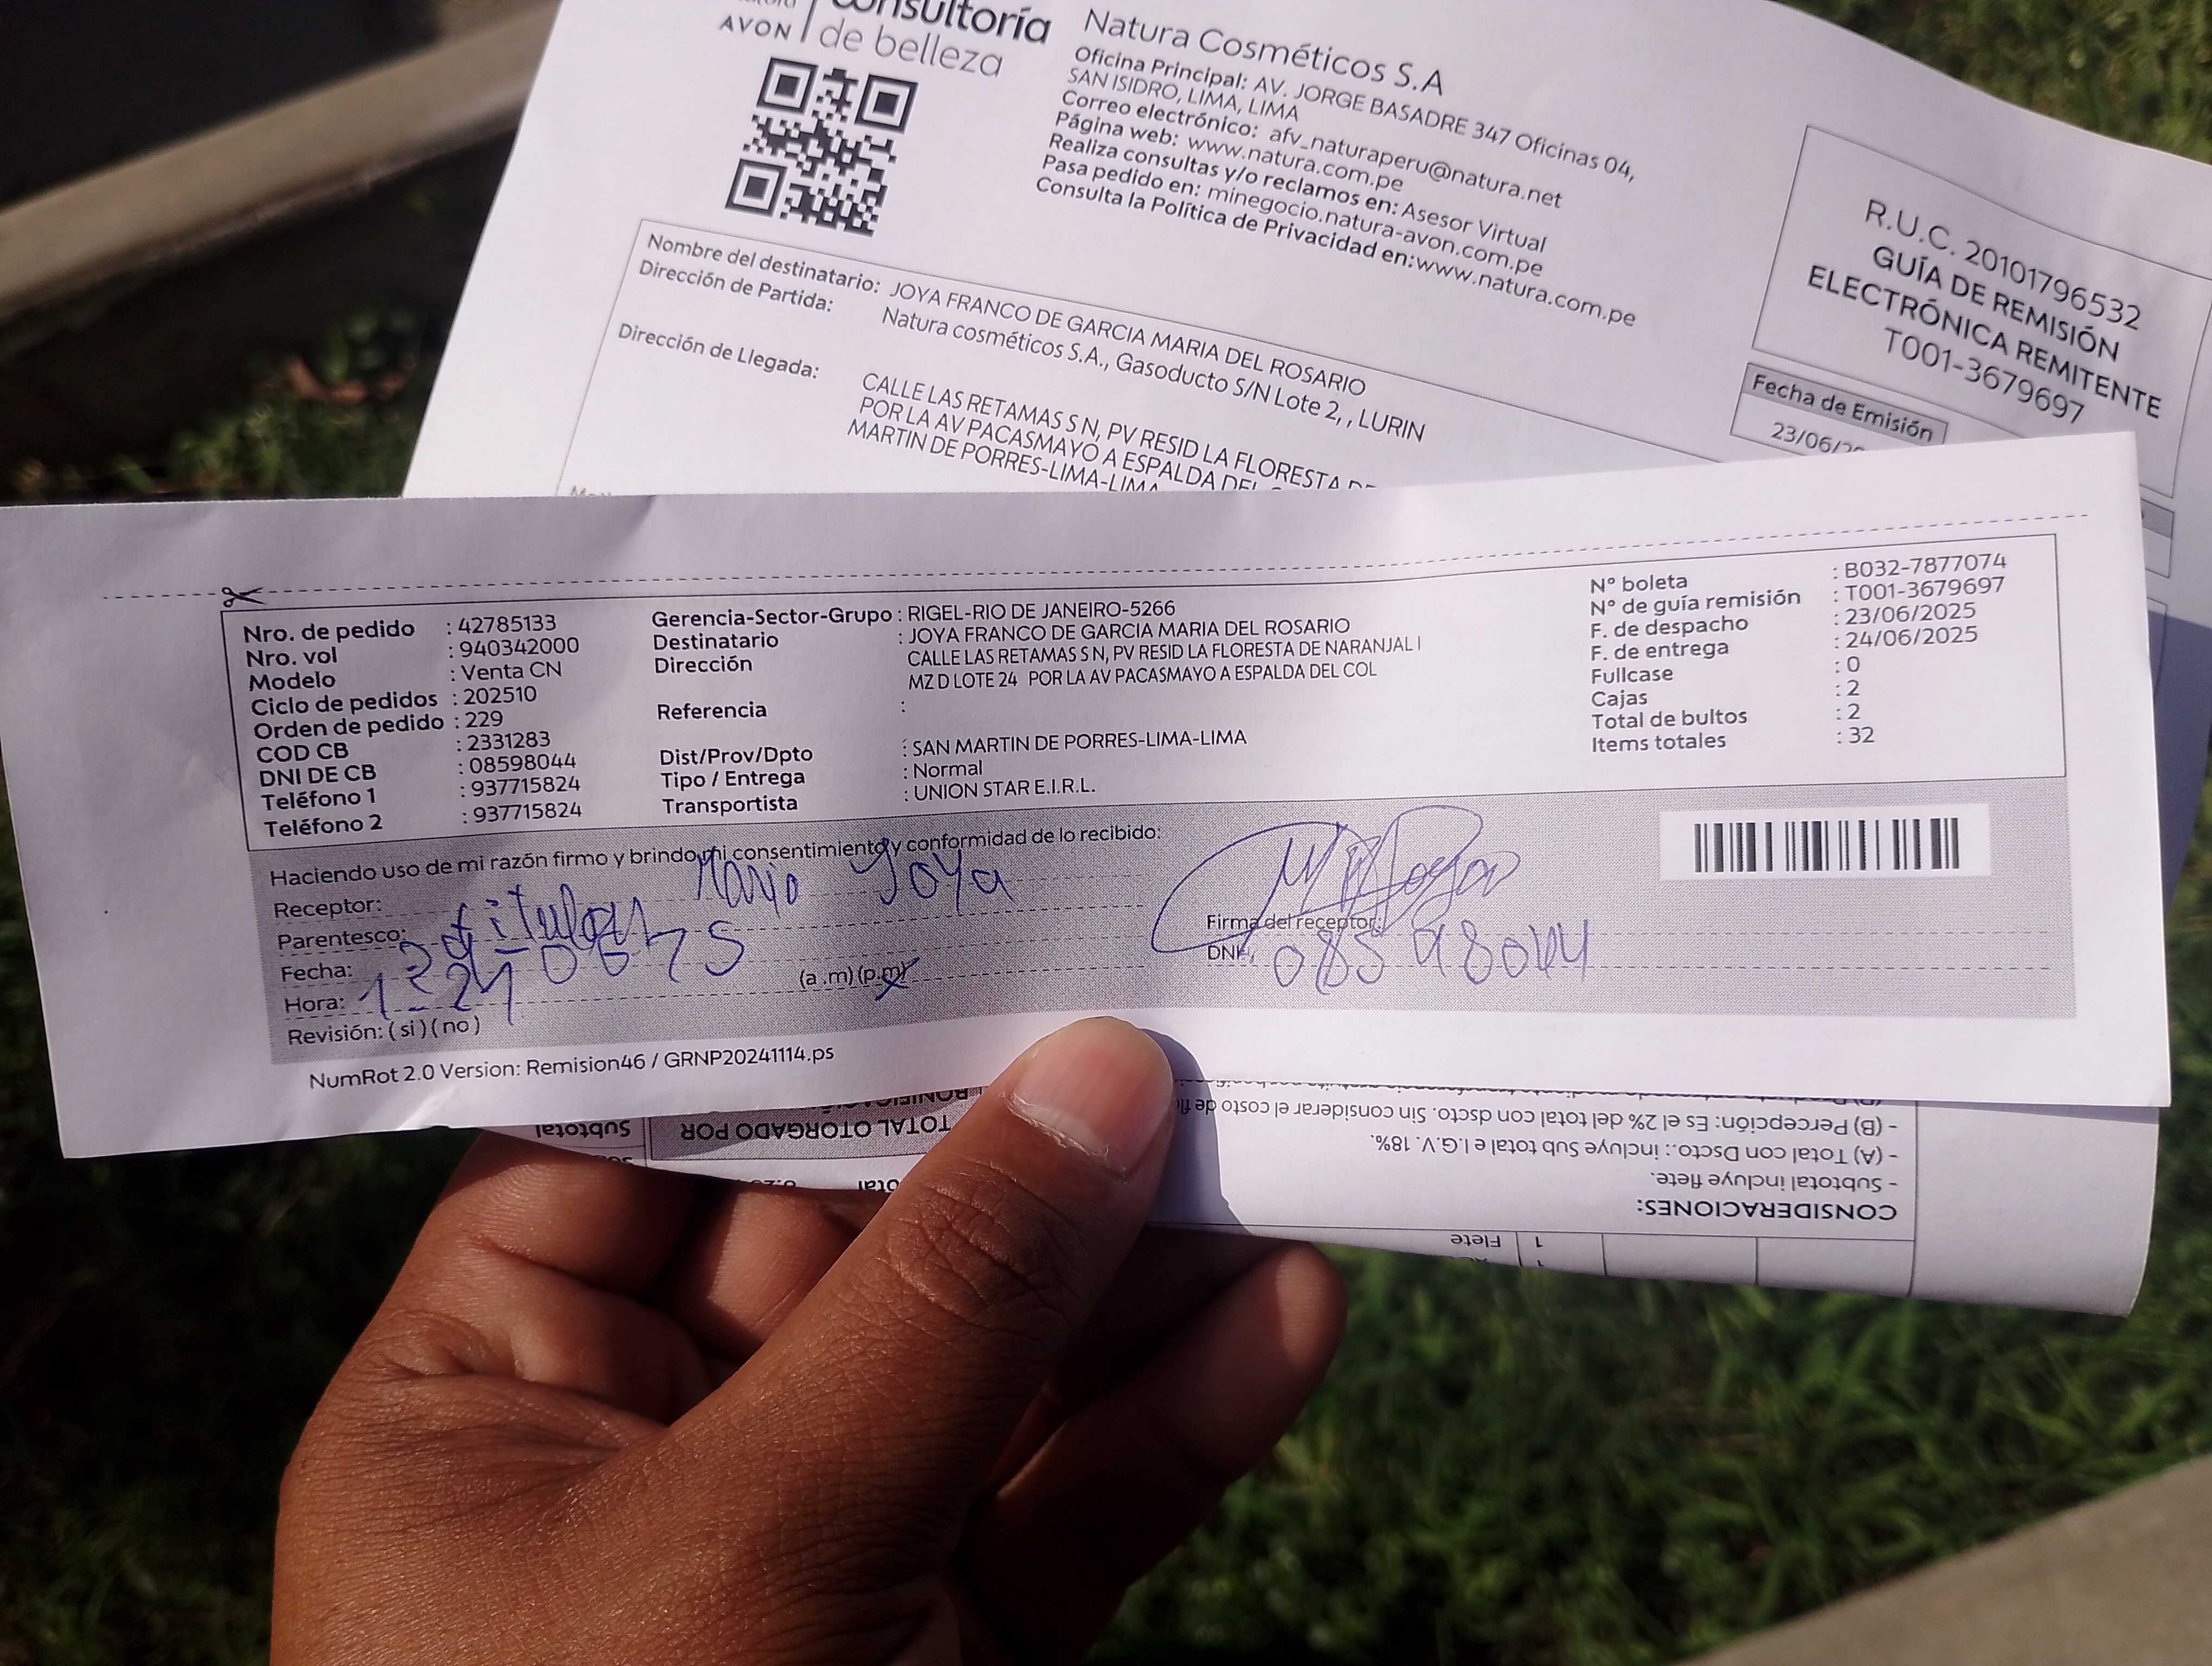 AVON
consultoría
de belleza
Natura Cosméticos S.A
Oficina Principal: AV. JORGE BASADRE 347 Oficinas 04,
SAN ISIDRO, LIMA, LIMA
Correo electrónico: afv_naturaperu@natura.net
Página web: www.natura.com.pe
Realiza consultas y/o reclamos en: Asesor Virtual
Pasa pedido en: minegocio.natura-avon.com.pe
Consulta la Política de Privacidad en:www.natura.com.pe
R.U.C. 20101796532
GUÍA DE REMISIÓN
ELECTRÓNICA REMITENTE
T001-3679697
Fecha de Emisión
23/06/
Nombre del destinatario: JOYA FRANCO DE GARCIA MARIA DEL ROSARIO
Dirección de Partida: Natura cosméticos S.A., Gasoducto S/N Lote 2, , LURIN
Dirección de Llegada: CALLE LAS RETAMAS S N, PV RESID LA FLORESTA DE
POR LA AV PACASMAYO A ESPALDA DEL
MARTIN DE PORRES-LIMA-LIMA
Nro. de pedido : 42785133
Nro. vol : 940342000
Modelo : Venta CN
Ciclo de pedidos : 202510
Orden de pedido : 229
COD CB : 2331283
DNI DE CB : 08598044
Teléfono 1 : 937715824
Teléfono 2 : 937715824
Gerencia-Sector-Grupo : RIGEL-RIO DE JANEIRO-5266
Destinatario : JOYA FRANCO DE GARCIA MARIA DEL ROSARIO
Dirección CALLE LAS RETAMAS S N, PV RESID LA FLORESTA DE NARANJAL I
MZ D LOTE 24 POR LA AV PACASMAYO A ESPALDA DEL COL
Referencia :
Dist/Prov/Dpto : SAN MARTIN DE PORRES-LIMA-LIMA
Tipo / Entrega : Normal
Transportista : UNION STAR E.I.R.L.
N° boleta : B032-7877074
N° de guía remisión : T001-3679697
F. de despacho : 23/06/2025
F. de entrega : 24/06/2025
Fullcase : 0
Cajas : 2
Total de bultos : 2
Items totales : 32
Haciendo uso de mi razón firmo y brindo mi consentimiento y conformidad de lo recibido:
Receptor: Joya
Parentesco: titular
Fecha:
Hora: (a .m) (p.m)
Revisión: ( si ) ( no )
Firma del receptor:
DNI: 08598044
NumRot 2.0 Version: Remision46 / GRNP20241114.ps
TOTAL OTORGADO POR
Subtotal
- (B) Percepción: Es el 2% del total con dscto. Sin considerar el costo de
- (A) Total con Dscto.: incluye Sub total e I.G.V. 18%.
- Subtotal incluye flete.
CONSIDERACIONES:
1 Flete